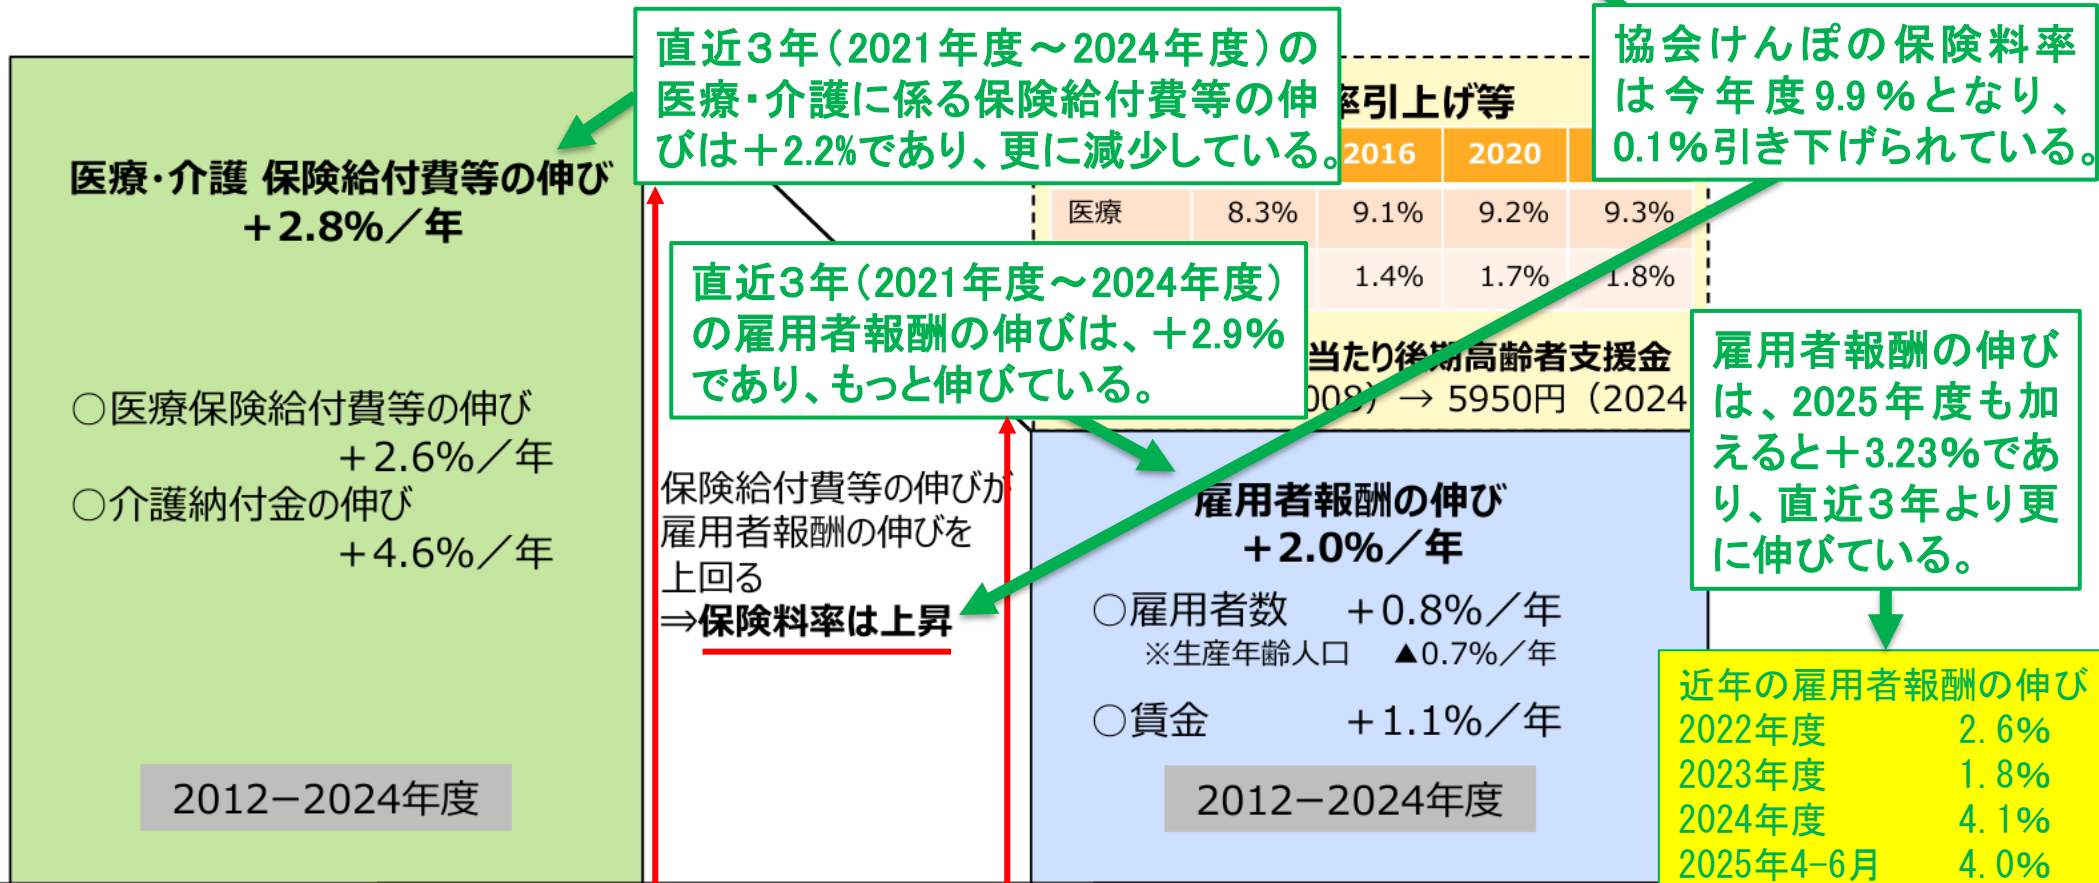 直近３年（2021年度～2024年度）の
医療・介護に係る保険給付費等の伸
びは＋2.2%であり、更に減少している。
協会けんぽの保険料率
は今年度9.9％となり、
0.1％引き下げられている。
医療・介護 保険給付費等の伸び
＋2.8%／年
○医療保険給付費等の伸び
＋2.6%／年
○介護納付金の伸び
＋4.6%／年
2012－2024年度
率引上げ等
2016 2020
医療 8.3% 9.1% 9.2% 9.3%
1.4% 1.7% 1.8%
直近３年（2021年度～2024年度）
の雇用者報酬の伸びは、＋2.9％
であり、もっと伸びている。
当たり後期高齢者支援金
008）→ 5950円（2024
保険給付費等の伸びが
雇用者報酬の伸びを
上回る
⇒保険料率は上昇
雇用者報酬の伸び
＋2.0%／年
○雇用者数 ＋0.8%／年
※生産年齢人口 ▲0.7%／年
○賃金 ＋1.1%／年
2012－2024年度
雇用者報酬の伸び
は、2025年度も加
えると＋3.23％であ
り、直近３年より更
に伸びている。
近年の雇用者報酬の伸び
2022年度 2.6％
2023年度 1.8％
2024年度 4.1％
2025年4-6月 4.0％